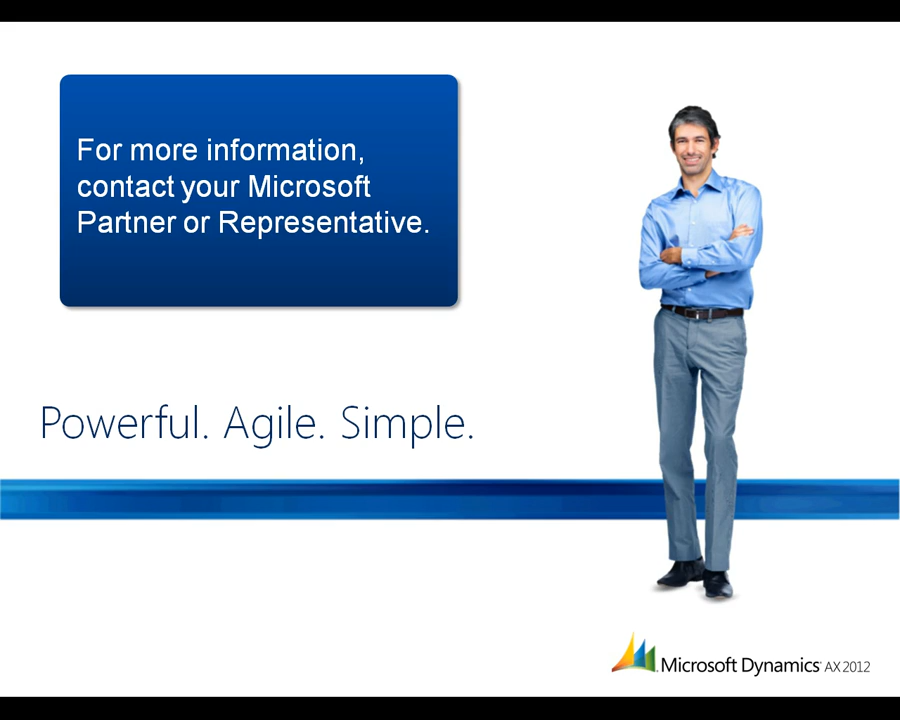 For more information,
contact your Microsoft
Partner or Representative.
Powerful. Agile. Simple.
Microsoft Dynamics AX 2012